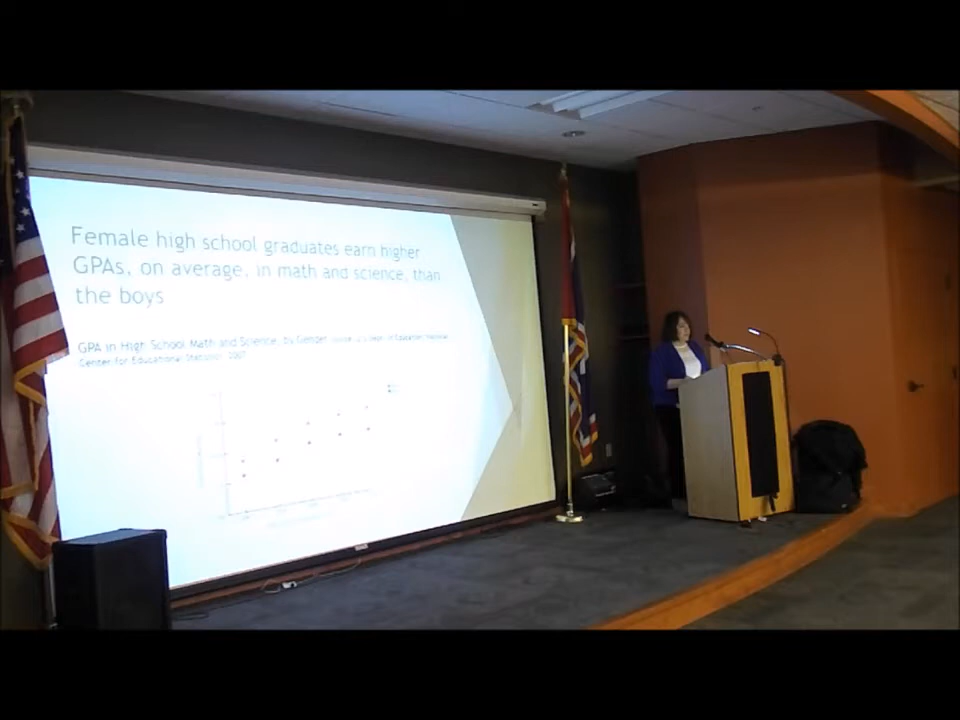 Female high school graduates earn higher
GPAs, on average, in math and science, than
the boys
GPA in High School Math and Science, by Gender
Center for Educational Statistics 2007